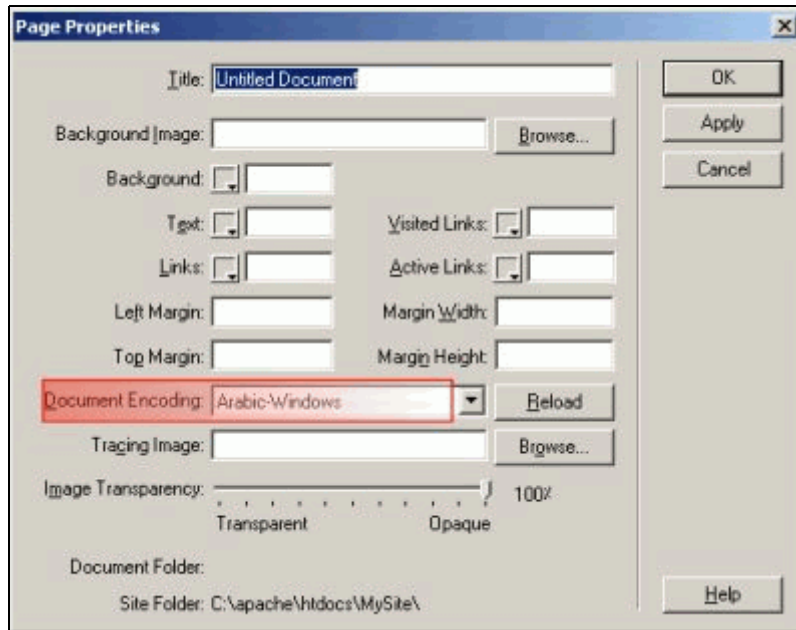 Page Properties
Title: Untitled Document
OK
Background Image: Browse...
Apply
Background:
Cancel
Text: Visited Links:
Links: Active Links:
Left Margin: Margin Width:
Top Margin: Margin Height:
Document Encoding: Arabic-Windows Reload
Tracing Image: Browse...
Image Transparency: 100%
Transparent Opaque
Document Folder:
Site Folder: C:\apache\htdocs\MySite\
Help